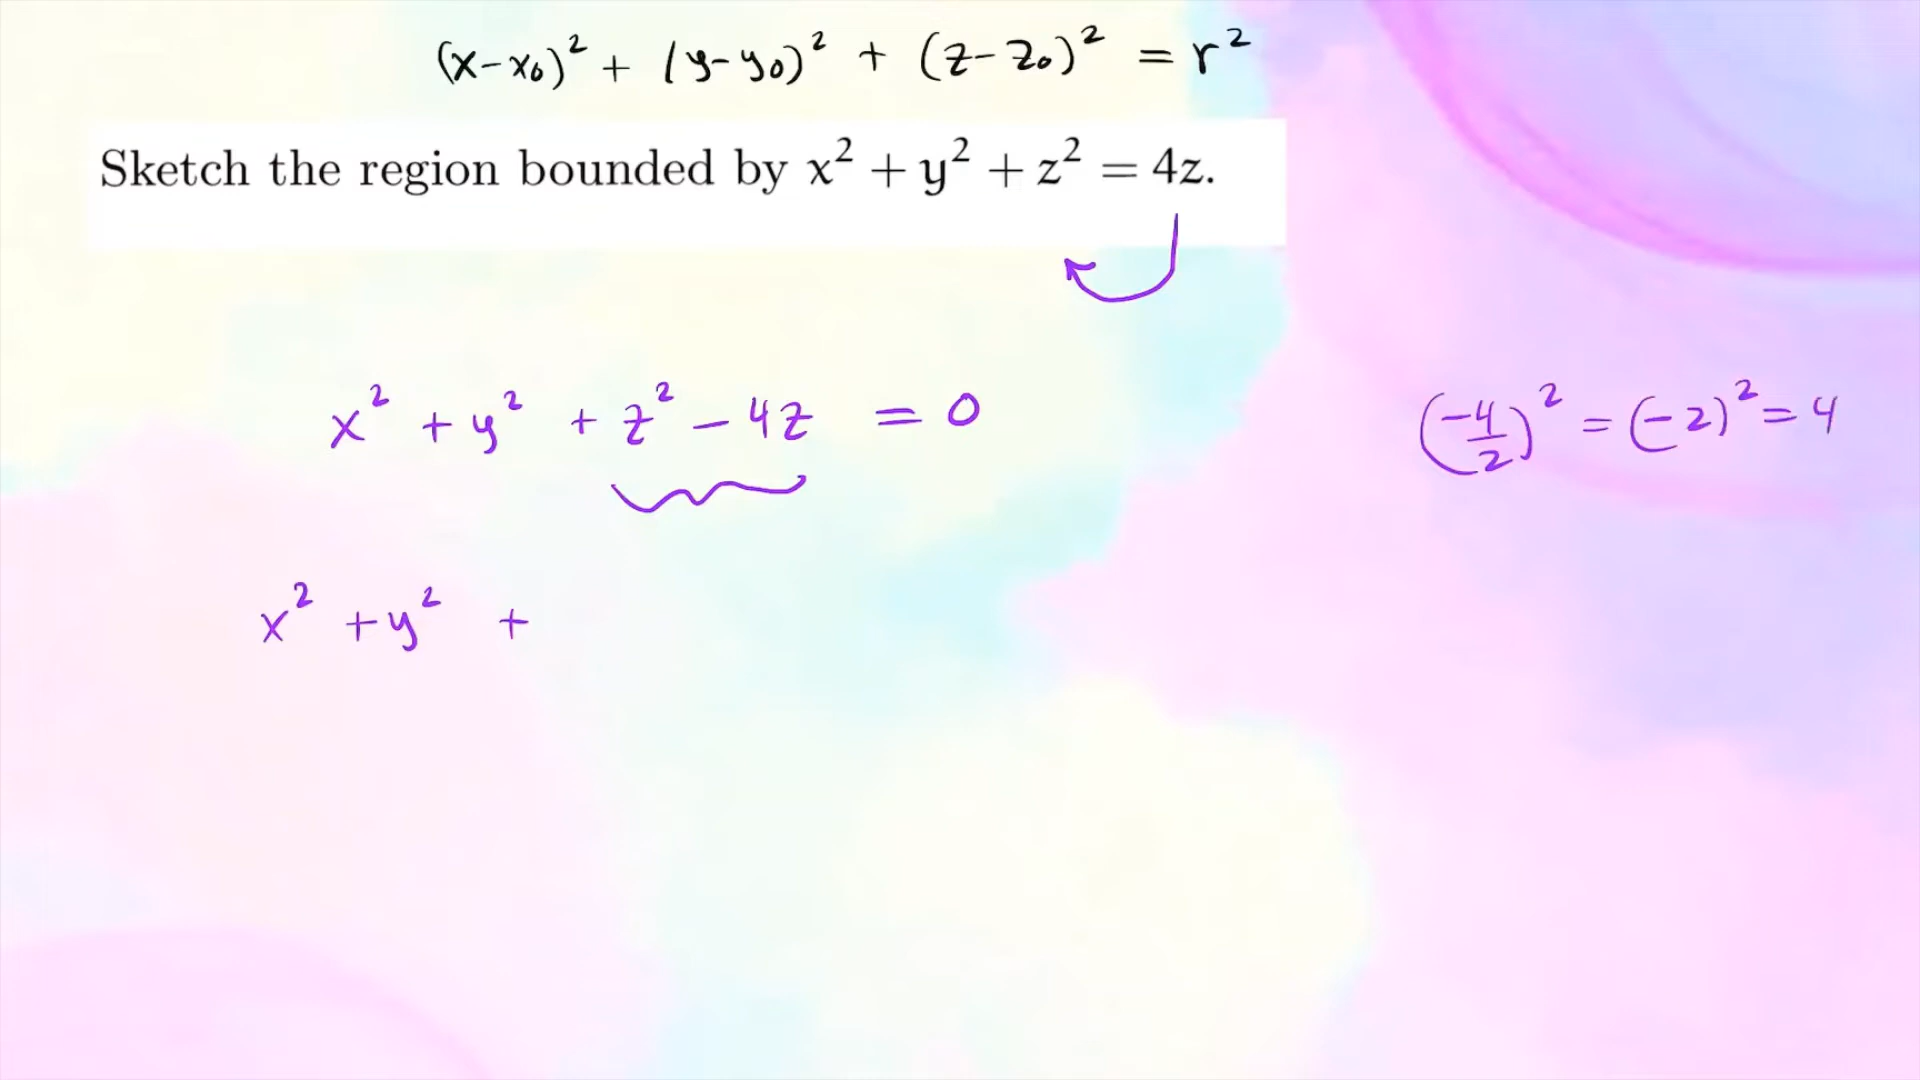 (x-x₀)² + (y-y₀)² + (z-z₀)² = r²
Sketch the region bounded by x² + y² + z² = 4z.
x² + y² + z² - 4z = 0
(-4/2)² = (-2)² = 4
x² + y² +